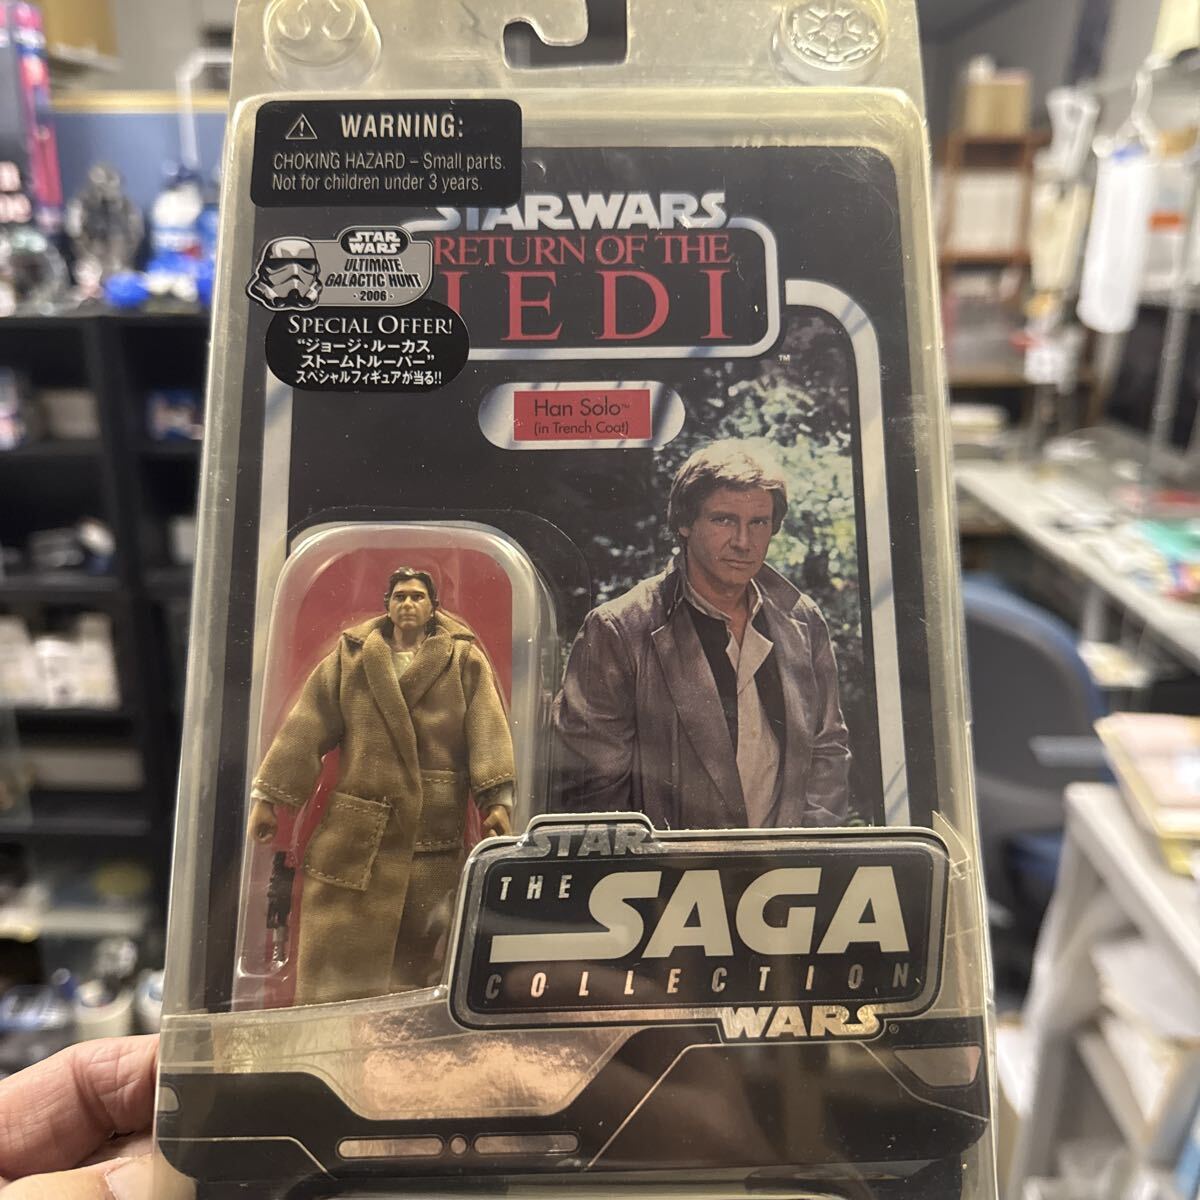 WARNING:
CHOKING HAZARD – Small parts.
Not for children under 3 years.
STAR WARS
RETURN OF THE
JEDI
TM
STAR
WARS
ULTIMATE
GALACTIC HUNT
· 2006 ·
SPECIAL OFFER!
“ジョージ・ルーカス
ストームトルーパー”
スペシャルフィギュアが当る!!
Han Solo™
(in Trench Coat)
STAR
THE SAGA
COLLECTION
WARS®